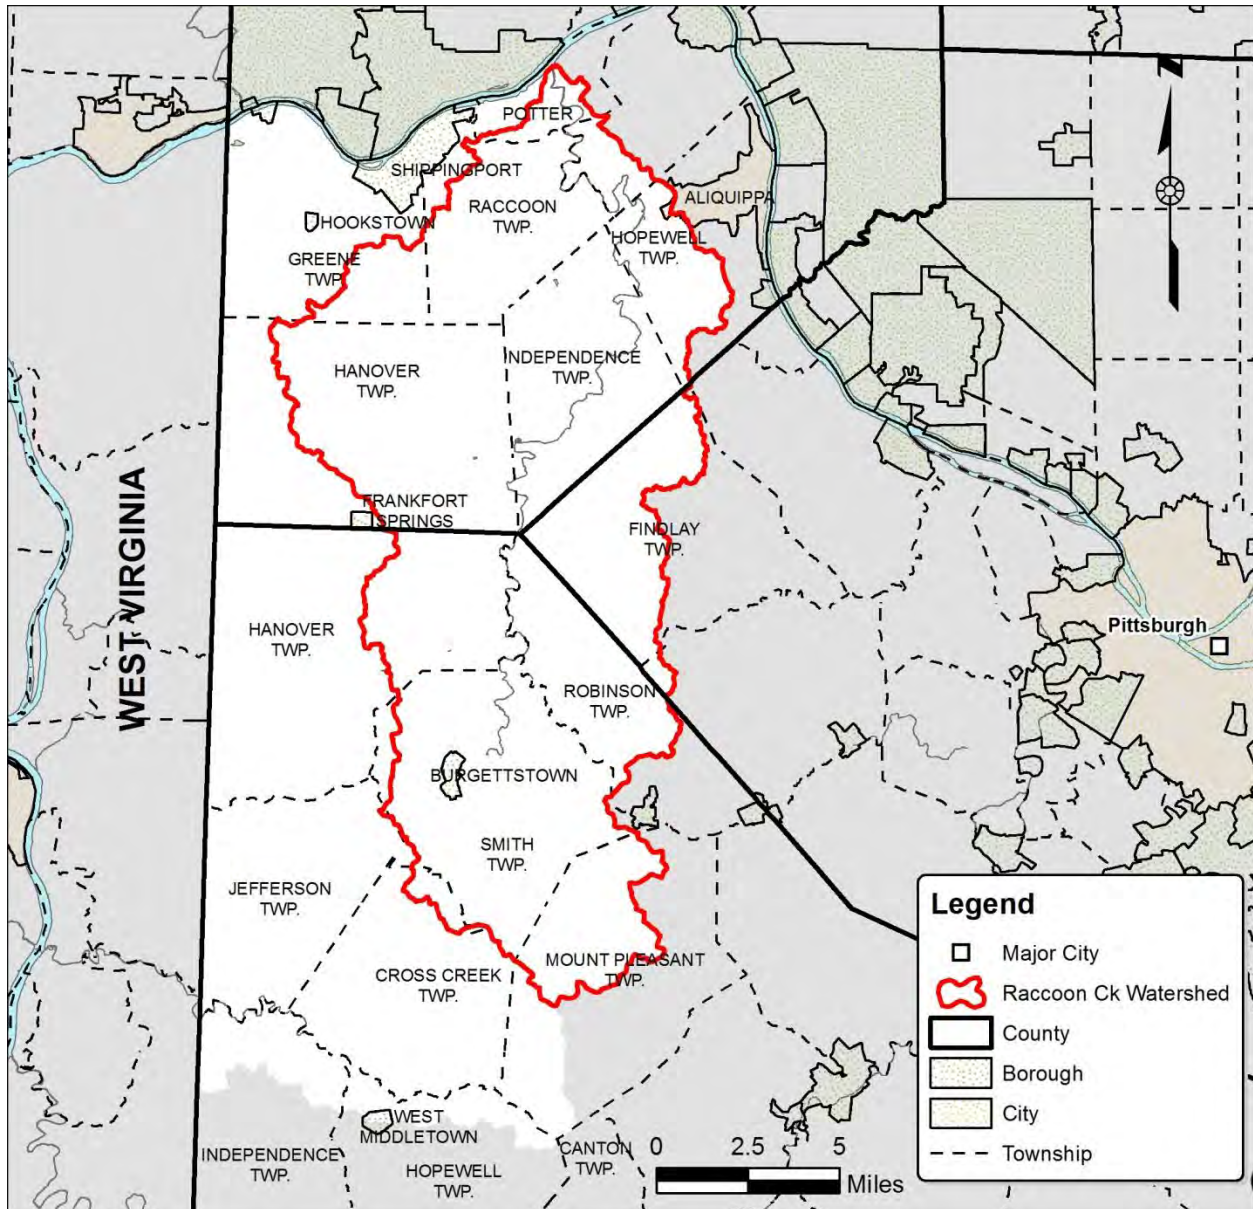 POTTER
SHIPPINGPORT
RACCOON
TWP.
ALIQUIPPA
HOOKSTOWN
HOPEWELL
TWP.
GREENE
TWP.
INDEPENDENCE
TWP.
HANOVER
TWP.
FRANKFORT
SPRINGS
FINDLAY
TWP.
WEST VIRGINIA
HANOVER
TWP.
Pittsburgh
ROBINSON
TWP.
BURGETTSTOWN
SMITH
TWP.
JEFFERSON
TWP.
MOUNT PLEASANT
TWP.
CROSS CREEK
TWP.
WEST
MIDDLETOWN
INDEPENDENCE
TWP.
HOPEWELL
TWP.
CANTON
TWP.
0 2.5 5
Miles
Legend
Major City
Raccoon Ck Watershed
County
Borough
City
Township
N